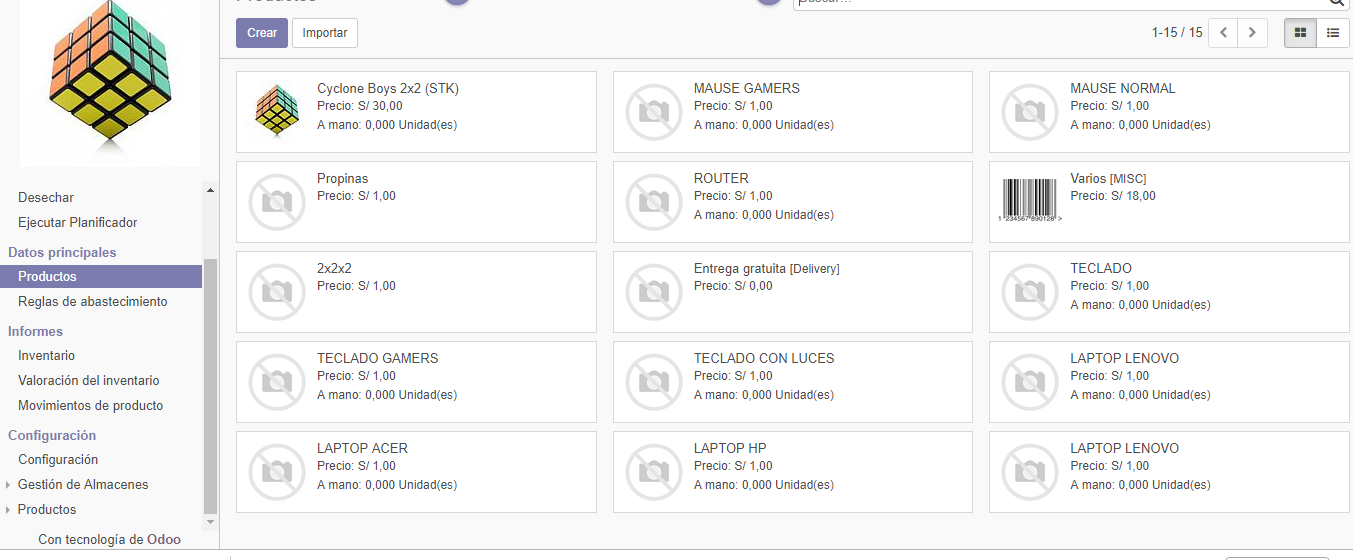 Productos
Buscar...
Crear
Importar
1-15 / 15
Desechar
Ejecutar Planificador
Datos principales
Productos
Reglas de abastecimiento
Informes
Inventario
Valoración del inventario
Movimientos de producto
Configuración
Configuración
Gestión de Almacenes
Productos
Con tecnología de Odoo
Cyclone Boys 2x2 (STK)
Precio: S/ 30,00
A mano: 0,000 Unidad(es)
MAUSE GAMERS
Precio: S/ 1,00
A mano: 0,000 Unidad(es)
MAUSE NORMAL
Precio: S/ 1,00
A mano: 0,000 Unidad(es)
Propinas
Precio: S/ 1,00
ROUTER
Precio: S/ 1,00
A mano: 0,000 Unidad(es)
1 234567 890128 >
Varios [MISC]
Precio: S/ 18,00
2x2x2
Precio: S/ 1,00
Entrega gratuita [Delivery]
Precio: S/ 0,00
TECLADO
Precio: S/ 1,00
A mano: 0,000 Unidad(es)
TECLADO GAMERS
Precio: S/ 1,00
A mano: 0,000 Unidad(es)
TECLADO CON LUCES
Precio: S/ 1,00
A mano: 0,000 Unidad(es)
LAPTOP LENOVO
Precio: S/ 1,00
A mano: 0,000 Unidad(es)
LAPTOP ACER
Precio: S/ 1,00
A mano: 0,000 Unidad(es)
LAPTOP HP
Precio: S/ 1,00
A mano: 0,000 Unidad(es)
LAPTOP LENOVO
Precio: S/ 1,00
A mano: 0,000 Unidad(es)